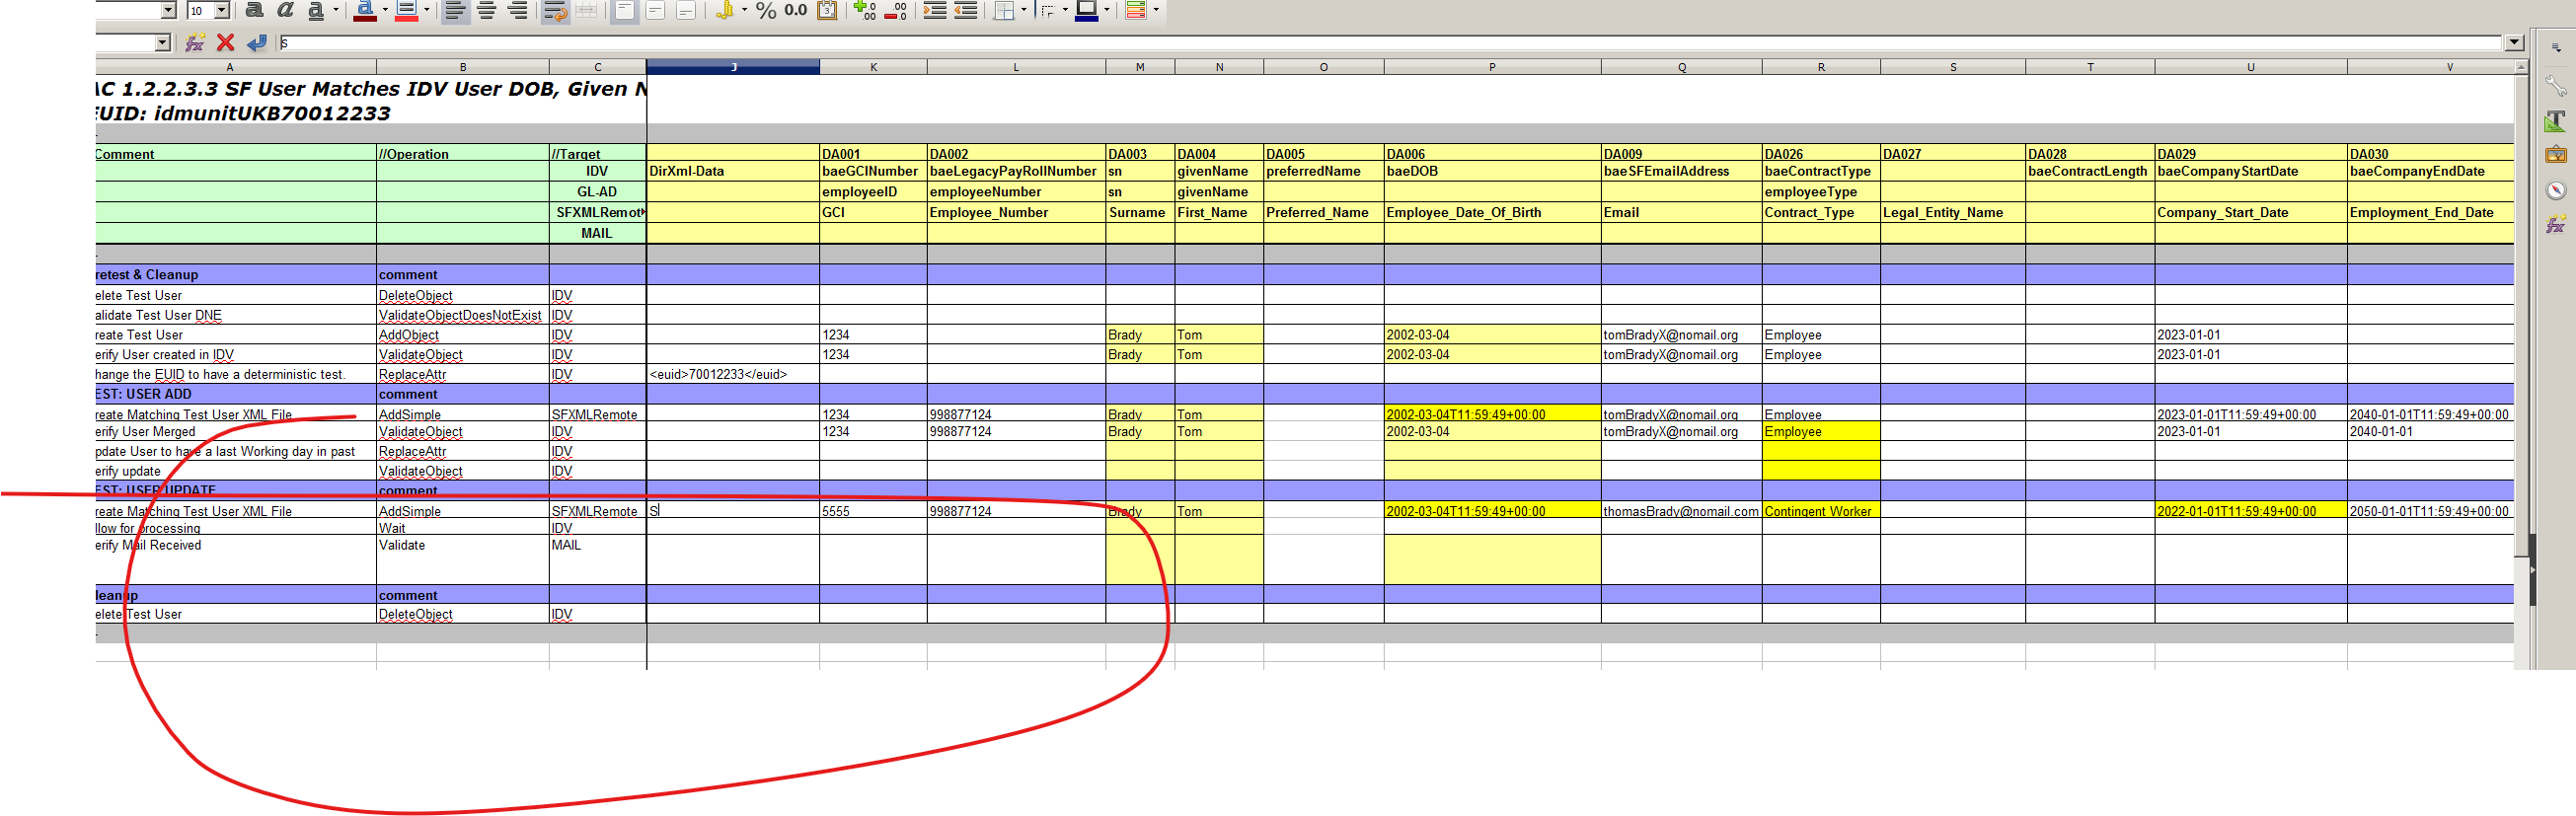 10 a a a a % 0.0
S
A B C J K L M N O P Q R S T U V
AC 1.2.2.3.3 SF User Matches IDV User DOB, Given N
EUID: idmunitUKB70012233
Comment //Operation //Target DA001 DA002 DA003 DA004 DA005 DA006 DA009 DA026 DA027 DA028 DA029 DA030
IDV DirXml-Data baeGCINumber baeLegacyPayRollNumber sn givenName preferredName baeDOB baeSFEmailAddress baeContractType baeContractLength baeCompanyStartDate baeCompanyEndDate
GL-AD employeeID employeeNumber sn givenName employeeType
SFXMLRemot GCI Employee_Number Surname First_Name Preferred_Name Employee_Date_Of_Birth Email Contract_Type Legal_Entity_Name Company_Start_Date Employment_End_Date
MAIL
retest & Cleanup comment
elete Test User DeleteObject IDV
alidate Test User DNE ValidateObjectDoesNotExist IDV
reate Test User AddObject IDV 1234 Brady Tom 2002-03-04 tomBradyX@nomail.org Employee 2023-01-01
erify User created in IDV ValidateObject IDV 1234 Brady Tom 2002-03-04 tomBradyX@nomail.org Employee 2023-01-01
hange the EUID to have a deterministic test. ReplaceAttr IDV <euid>70012233</euid>
EST: USER ADD comment
reate Matching Test User XML File AddSimple SFXMLRemote 1234 998877124 Brady Tom 2002-03-04T11:59:49+00:00 tomBradyX@nomail.org Employee 2023-01-01T11:59:49+00:00 2040-01-01T11:59:49+00:00
erify User Merged ValidateObject IDV 1234 998877124 Brady Tom 2002-03-04 tomBradyX@nomail.org Employee 2023-01-01 2040-01-01
pdate User to have a last Working day in past ReplaceAttr IDV
erify update ValidateObject IDV
EST: USER UPDATE comment
reate Matching Test User XML File AddSimple SFXMLRemote S 5555 998877124 Brady Tom 2002-03-04T11:59:49+00:00 thomasBrady@nomail.com Contingent Worker 2022-01-01T11:59:49+00:00 2050-01-01T11:59:49+00:00
llow for processing Wait IDV
erify Mail Received Validate MAIL
leanup comment
elete Test User DeleteObject IDV